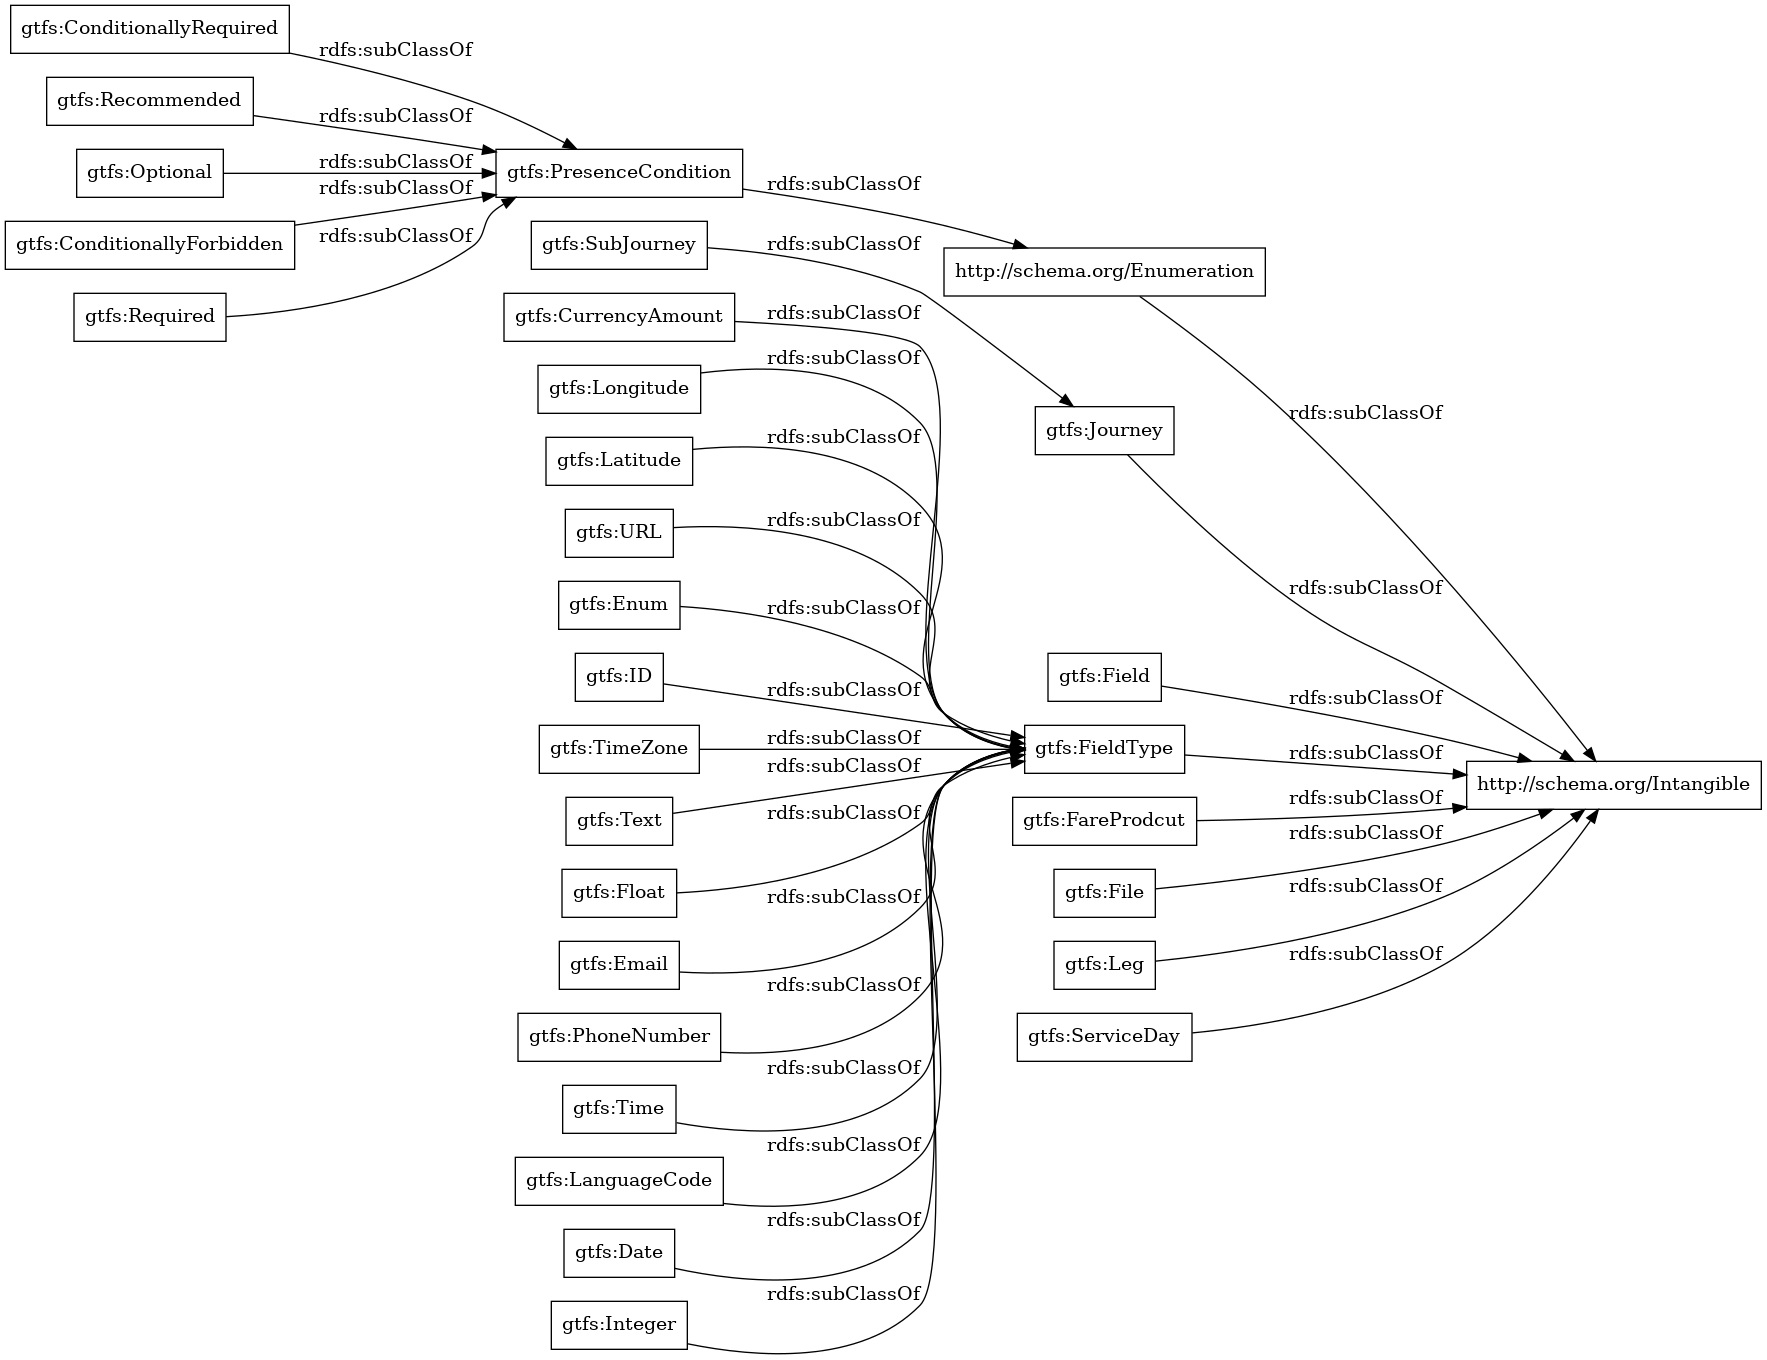 gtfs:ConditionallyRequired
rdfs:subClassOf
gtfs:Recommended
rdfs:subClassOf
gtfs:Optional
rdfs:subClassOf
gtfs:PresenceCondition
rdfs:subClassOf
rdfs:subClassOf
gtfs:ConditionallyForbidden
rdfs:subClassOf
gtfs:SubJourney
rdfs:subClassOf
http://schema.org/Enumeration
gtfs:Required
gtfs:CurrencyAmount
rdfs:subClassOf
rdfs:subClassOf
gtfs:Longitude
rdfs:subClassOf
gtfs:Journey
rdfs:subClassOf
gtfs:Latitude
rdfs:subClassOf
gtfs:URL
rdfs:subClassOf
rdfs:subClassOf
gtfs:Enum
rdfs:subClassOf
gtfs:ID
rdfs:subClassOf
gtfs:Field
rdfs:subClassOf
gtfs:TimeZone
rdfs:subClassOf
gtfs:FieldType
rdfs:subClassOf
rdfs:subClassOf
http://schema.org/Intangible
gtfs:Text
rdfs:subClassOf
gtfs:FareProdcut
rdfs:subClassOf
rdfs:subClassOf
gtfs:Float
rdfs:subClassOf
gtfs:File
rdfs:subClassOf
gtfs:Email
rdfs:subClassOf
gtfs:Leg
rdfs:subClassOf
gtfs:PhoneNumber
gtfs:ServiceDay
rdfs:subClassOf
gtfs:Time
rdfs:subClassOf
gtfs:LanguageCode
rdfs:subClassOf
gtfs:Date
rdfs:subClassOf
gtfs:Integer